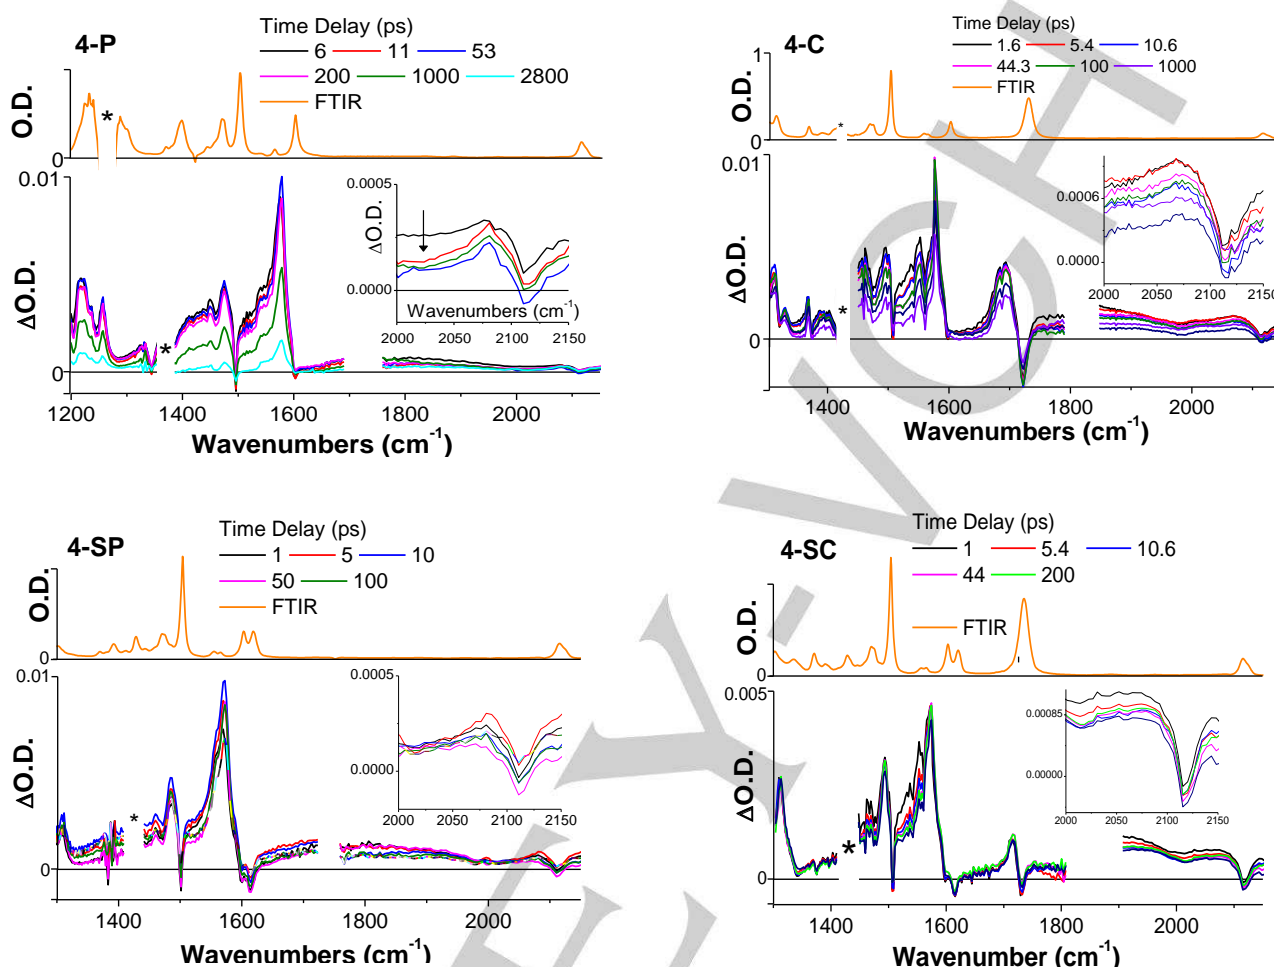 4-P
Time Delay (ps)
6 11 53
200 1000 2800
FTIR
O.D.
0
*
0.01
ΔO.D.
0
*
0.0005
ΔO.D.
0.0000
Wavenumbers (cm-1)
2000 2050 2100 2150
1200 1400 1600 1800 2000
Wavenumbers (cm-1)
4-C
Time Delay (ps)
1.6 5.4 10.6
44.3 100 1000
FTIR
1
O.D.
0
*
0.01
ΔO.D.
0
*
0.0006
0.0000
2000 2050 2100 2150
1400 1600 1800 2000
Wavenumbers (cm-1)
4-SP
Time Delay (ps)
1 5 10
50 100
FTIR
O.D.
0
0.01
ΔO.D.
0
*
0.0005
0.0000
2000 2050 2100 2150
1400 1600 1800 2000
Wavenumbers (cm-1)
4-SC
Time Delay (ps)
1 5.4 10.6
44 200
FTIR
O.D.
0
0.005
ΔO.D.
0
*
0.00085
0.00000
2000 2030 2060 2090 2120 2150
1400 1600 1800 2000
Wavenumber (cm-1)